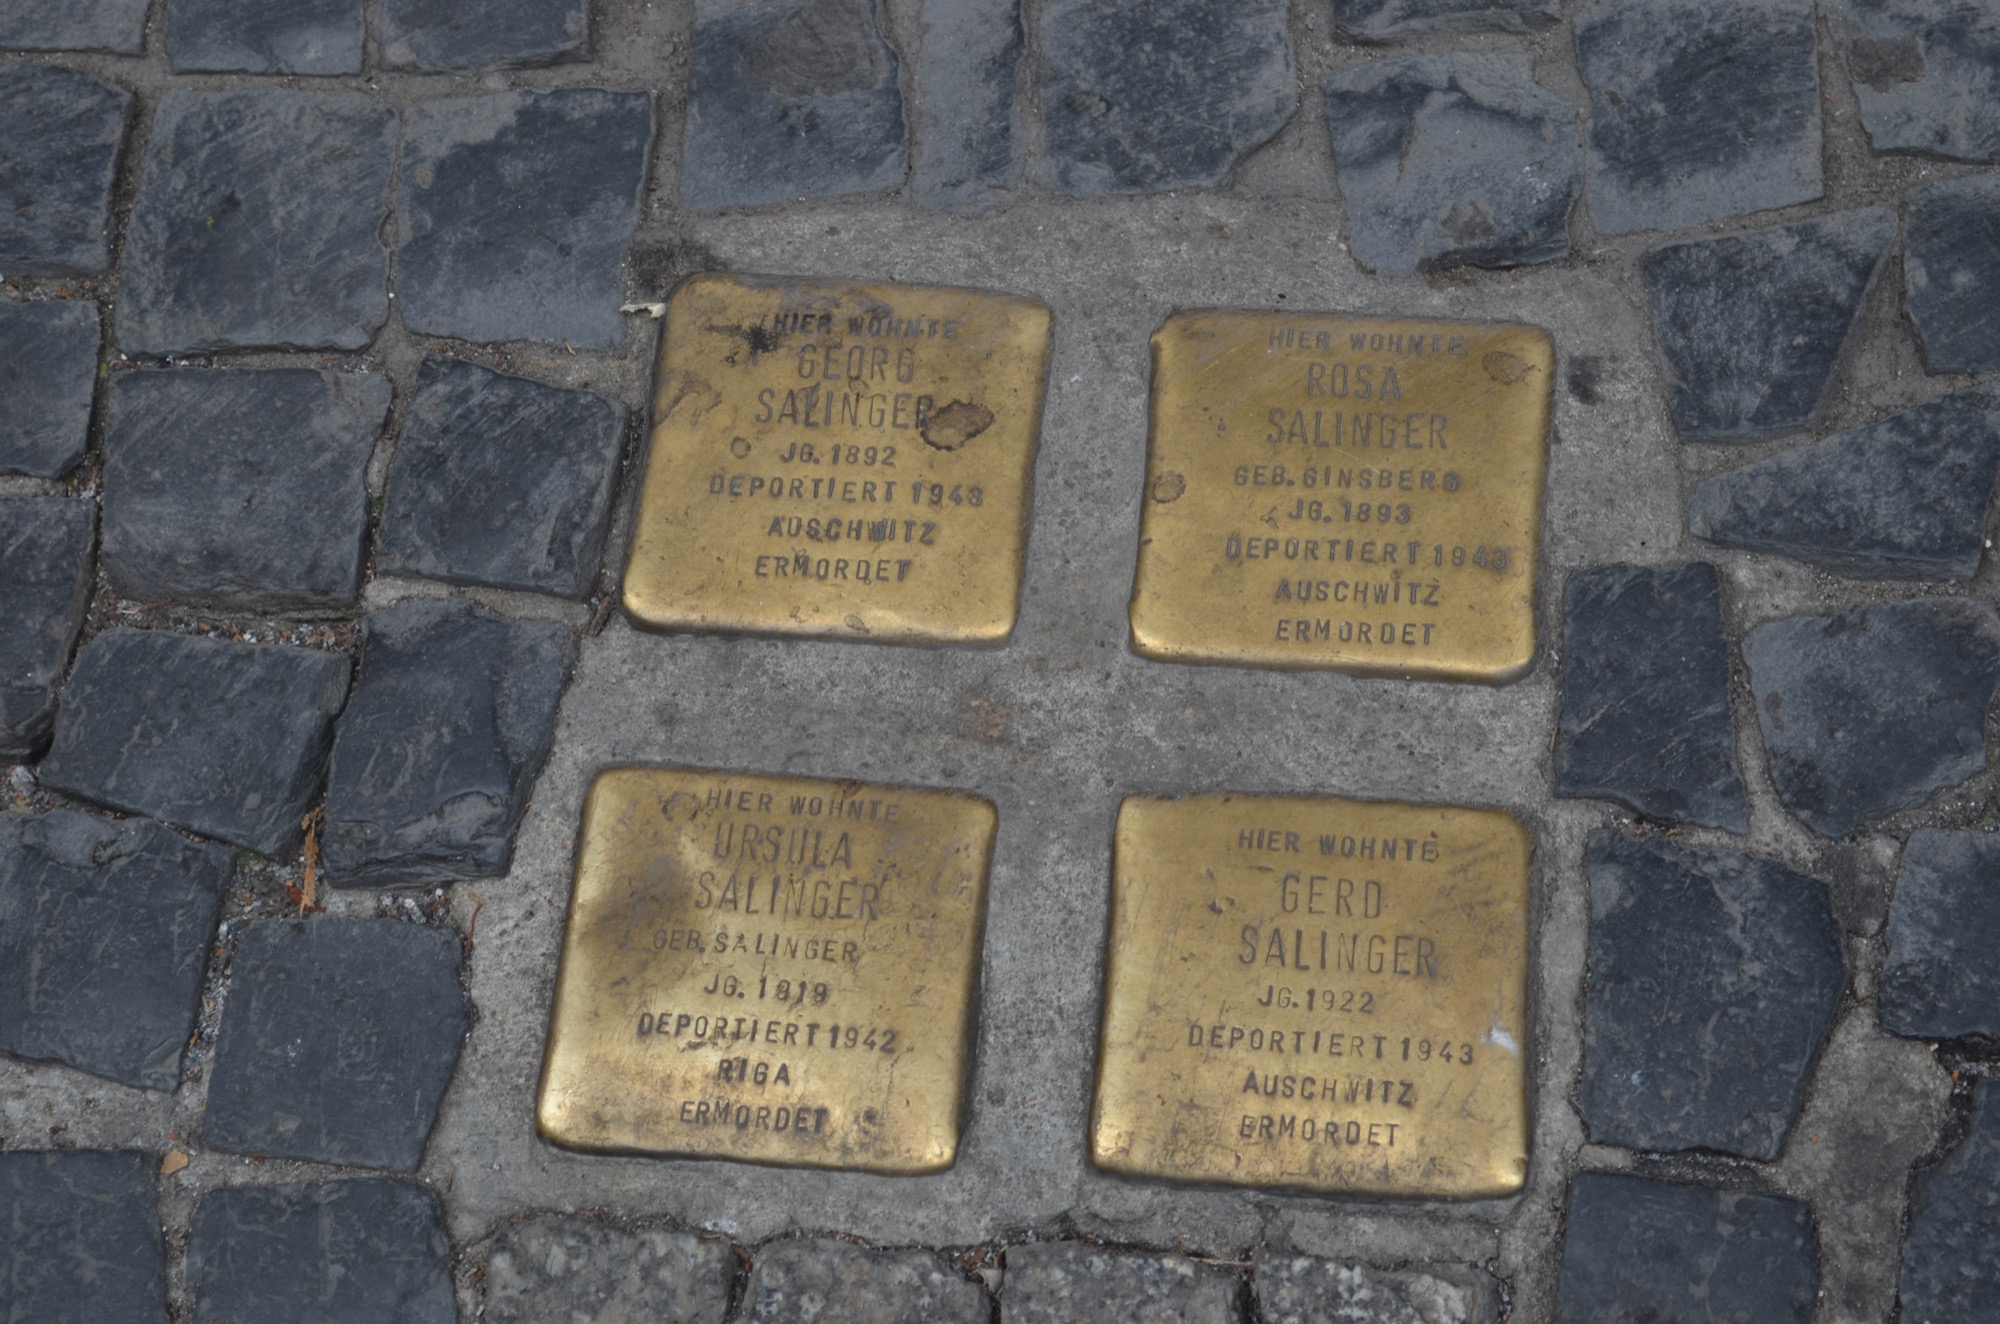 HIER WOHNTE
GEORG
SALINGER
JG. 1892
DEPORTIERT 1943
AUSCHWITZ
ERMORDET
HIER WOHNTE
ROSA
SALINGER
GEB. GINSBERG
JG. 1893
DEPORTIERT 1943
AUSCHWITZ
ERMORDET
HIER WOHNTE
URSULA
SALINGER
GEB. SALINGER
JG. 1919
DEPORTIERT 1942
RIGA
ERMORDET
HIER WOHNTE
GERD
SALINGER
JG. 1922
DEPORTIERT 1943
AUSCHWITZ
ERMORDET